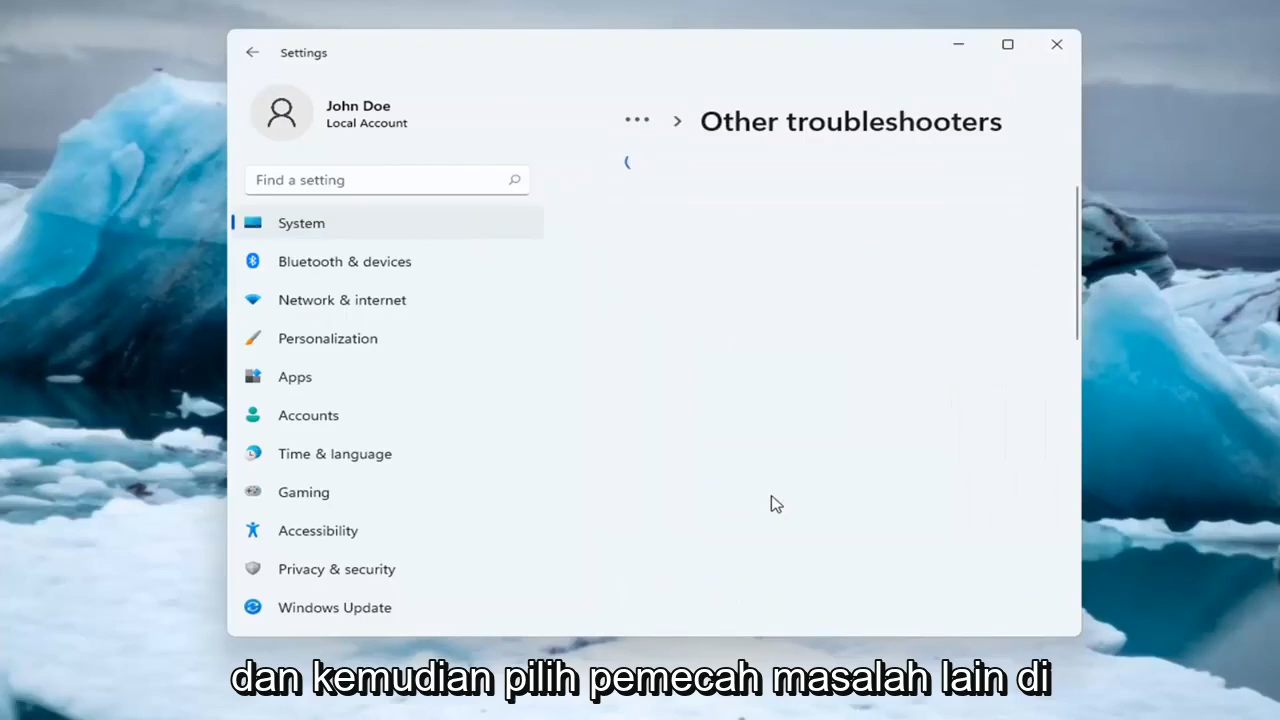 Settings
John Doe
Local Account
Find a setting
System
Bluetooth & devices
Network & internet
Personalization
Apps
Accounts
Time & language
Gaming
Accessibility
Privacy & security
Windows Update
··· > Other troubleshooters
dan kemudian pilih pemecah masalah lain di